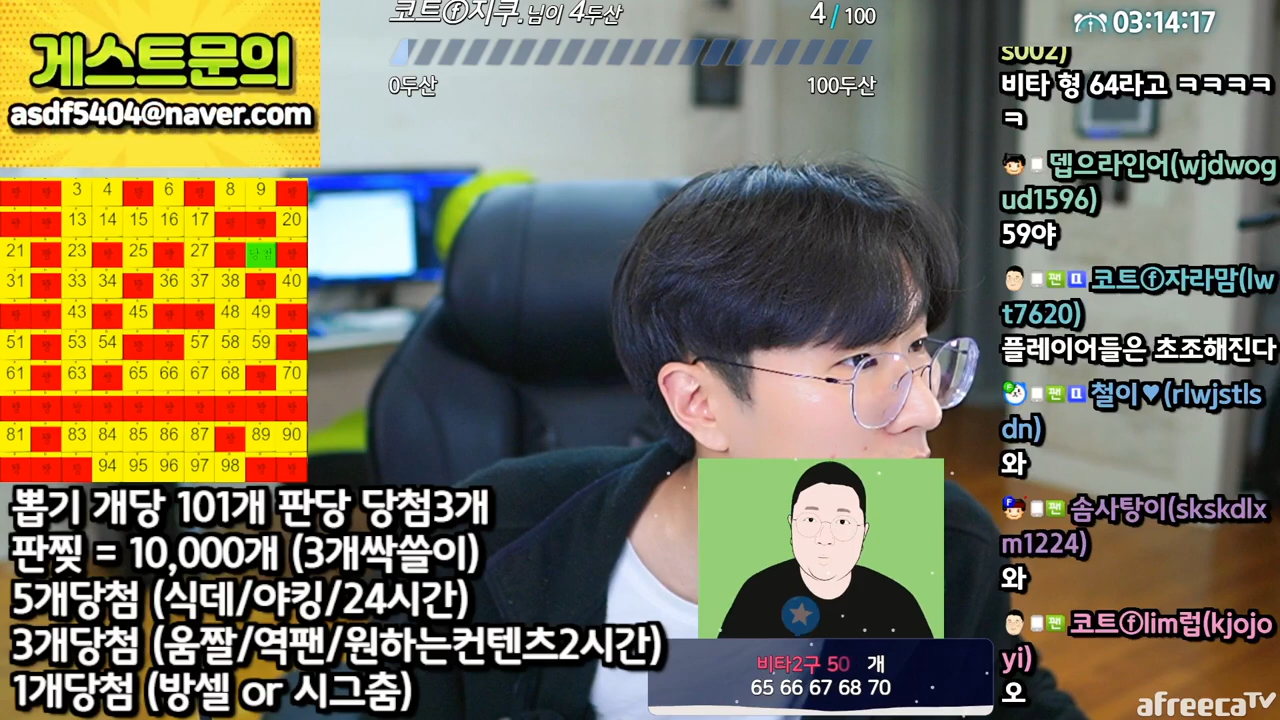 게스트문의
asdf5404@naver.com
코트ⓕ지쿠.님이 4두산
4 / 100
0두산
100두산
03:14:17
3 4 6 8 9
13 14 15 16 17 20
21 23 25 27 당첨
31 33 34 36 37 38 40
43 45 48 49
51 53 54 57 58 59
61 63 65 66 67 68 70
81 83 84 85 86 87 89 90
94 95 96 97 98
뽑기 개당 101개 판당 당첨3개
판찢 = 10,000개 (3개싹쓸이)
5개당첨 (식데/야킹/24시간)
3개당첨 (움짤/역팬/원하는컨텐츠2시간)
1개당첨 (방셀 or 시그춤)
비타2구 50 개
65 66 67 68 70
s002)
비타 형 64라고 ㅋㅋㅋㅋ
ㅋ
뎁으라인어(wjdwog
ud1596)
59야
팬 코트ⓕ자라맘(lw
t7620)
플레이어들은 초조해진다
팬 철이♥(rlwjstls
dn)
와
팬 솜사탕이(skskdlx
m1224)
와
팬 코트ⓕlim럽(kjojo
yi)
오
afreecaTV